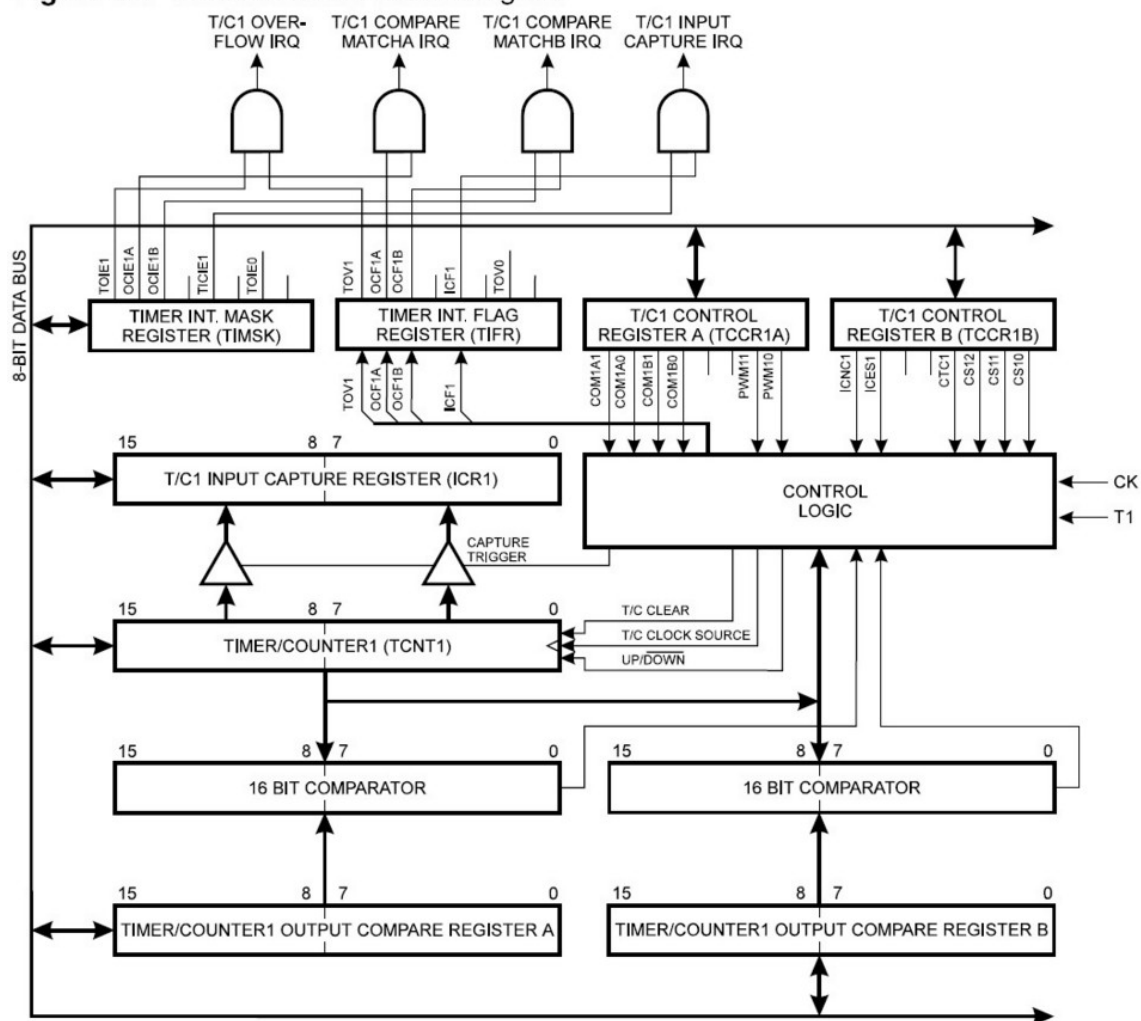 T/C1 OVER-
FLOW IRQ
T/C1 COMPARE
MATCHA IRQ
T/C1 COMPARE
MATCHB IRQ
T/C1 INPUT
CAPTURE IRQ
8-BIT DATA BUS
TOIE1
OCIE1A
OCIE1B
TICIE1
TOIE0
TOV1
OCF1A
OCF1B
ICF1
TOV0
TIMER INT. MASK
REGISTER (TIMSK)
TIMER INT. FLAG
REGISTER (TIFR)
T/C1 CONTROL
REGISTER A (TCCR1A)
T/C1 CONTROL
REGISTER B (TCCR1B)
TOV1
OCF1A
OCF1B
ICF1
COM1A1
COM1A0
COM1B1
COM1B0
PWM11
PWM10
ICNC1
ICES1
CTC1
CS12
CS11
CS10
15 8 7 0
T/C1 INPUT CAPTURE REGISTER (ICR1)
CONTROL
LOGIC
CK
T1
CAPTURE
TRIGGER
15 8 7 0
TIMER/COUNTER1 (TCNT1)
T/C CLEAR
T/C CLOCK SOURCE
UP/DOWN
15 8 7 0
16 BIT COMPARATOR
15 8 7 0
16 BIT COMPARATOR
15 8 7 0
TIMER/COUNTER1 OUTPUT COMPARE REGISTER A
15 8 7 0
TIMER/COUNTER1 OUTPUT COMPARE REGISTER B